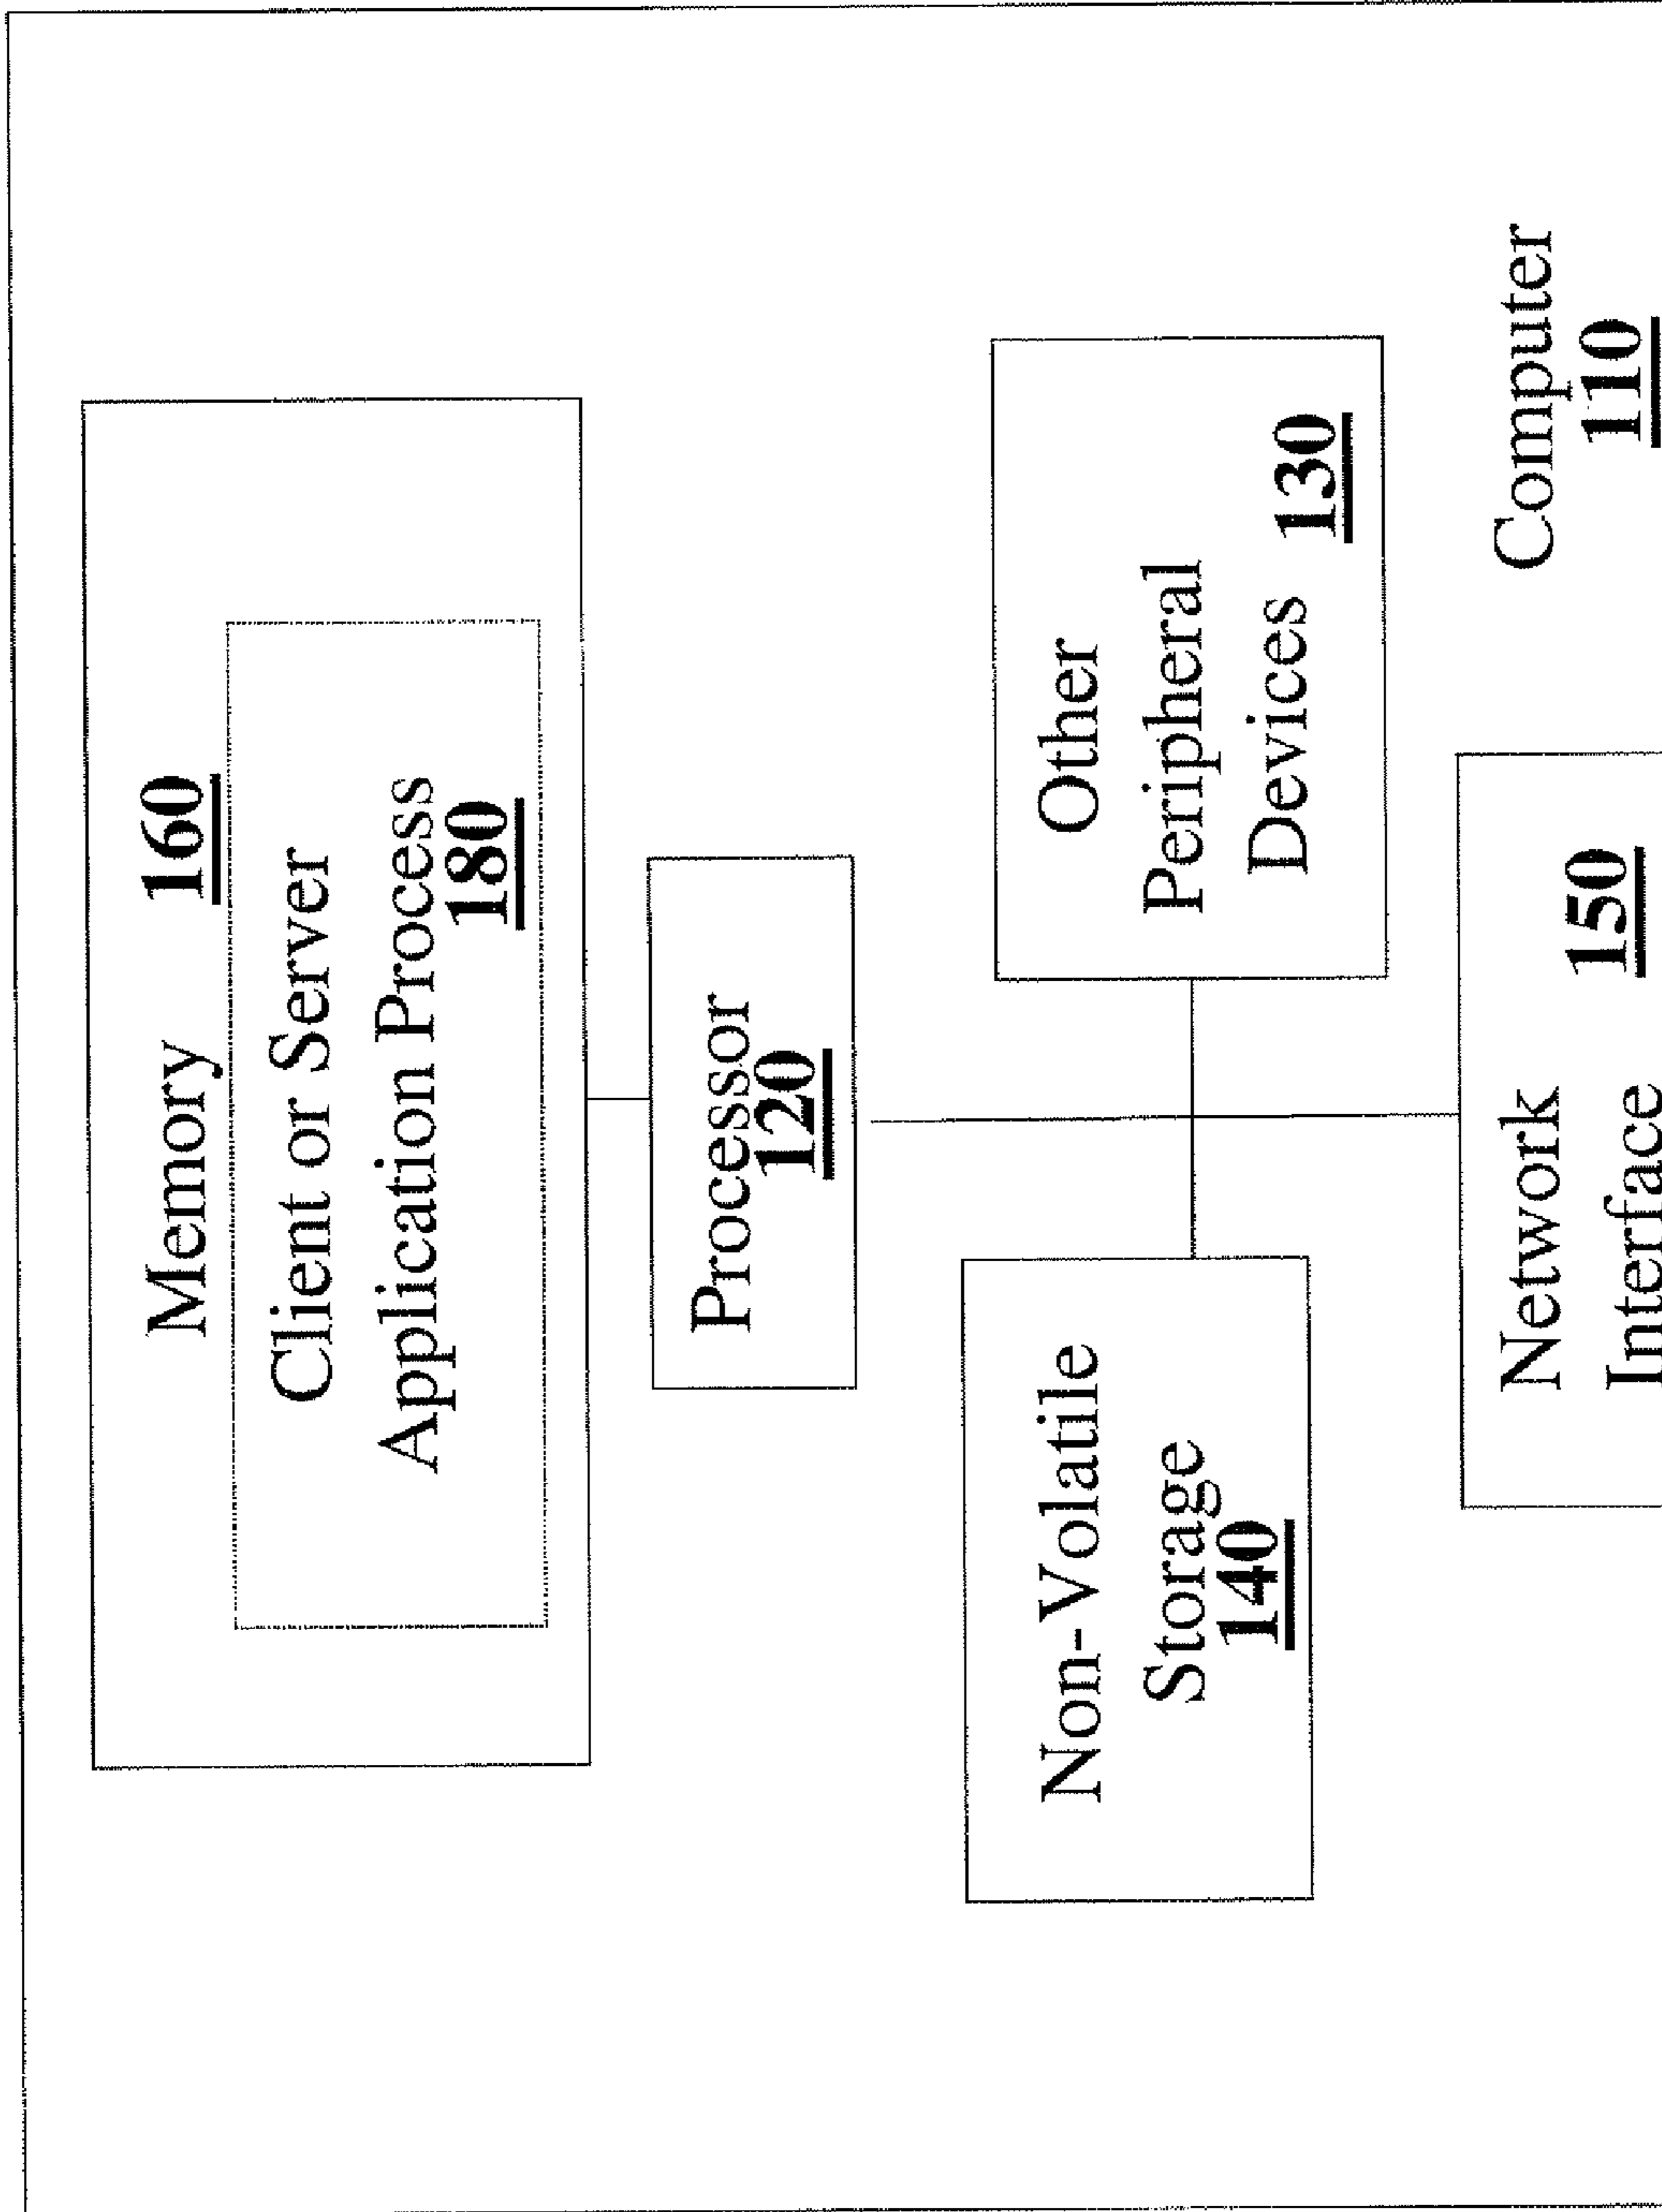 Memory 160
Client or Server
Application Process
180
Processor
120
Non-Volatile
Storage
140
Other
Peripheral
Devices 130
Network
150
Interface
Computer
110